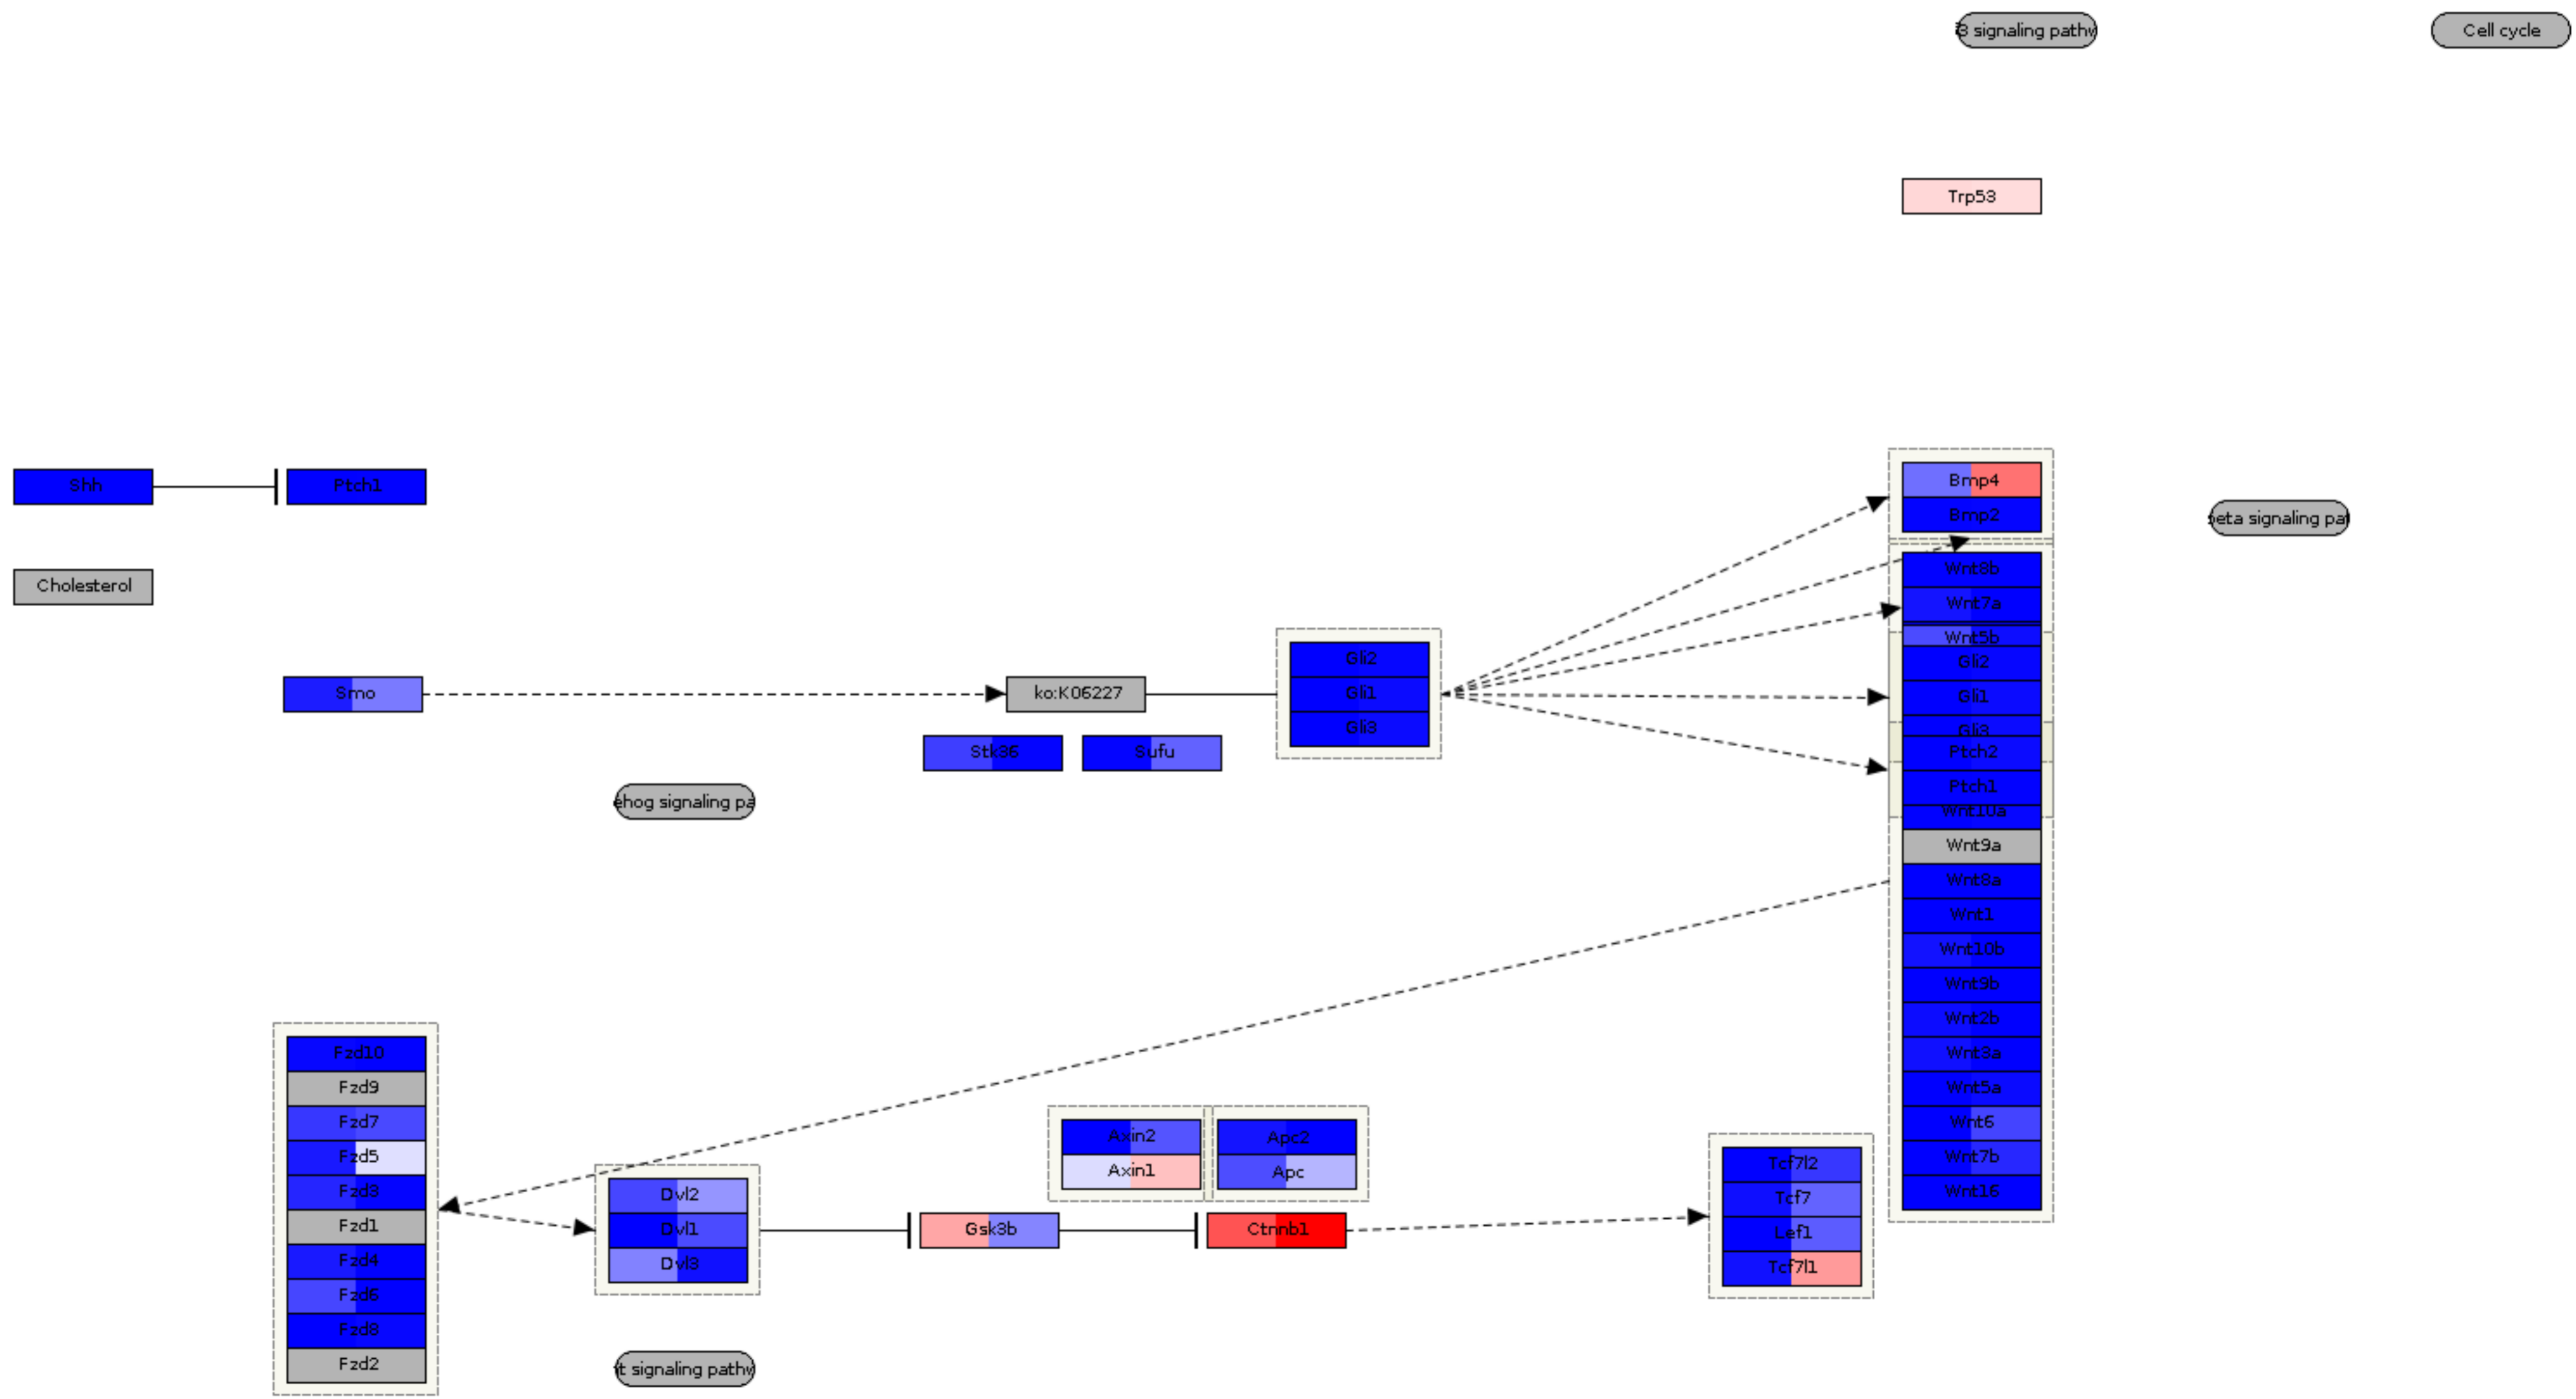 3 signaling pathw
Cell cycle
Trp53
Shh
Ptch1
Bmp4
Bmp2
beta signaling pat
Cholesterol
Wnt8b
Wnt7a
Wnt5b
Smo
ko:K06227
Gli2
Gli1
Gli3
Gli2
Gli1
Gli3
Stk36
Sufu
Ptch2
Ptch1
Wnt10a
ehog signaling pa
Wnt9a
Wnt8a
Wnt1
Wnt10b
Wnt9b
Wnt2b
Wnt3a
Wnt5a
Wnt6
Wnt7b
Wnt16
Fzd10
Fzd9
Fzd7
Fzd5
Fzd3
Fzd1
Fzd4
Fzd6
Fzd8
Fzd2
Dvl2
Dvl1
Dvl3
Axin2
Axin1
Apc2
Apc
Gsk3b
Ctnnb1
Tcf7l2
Tcf7
Lef1
Tcf7l1
t signaling pathw